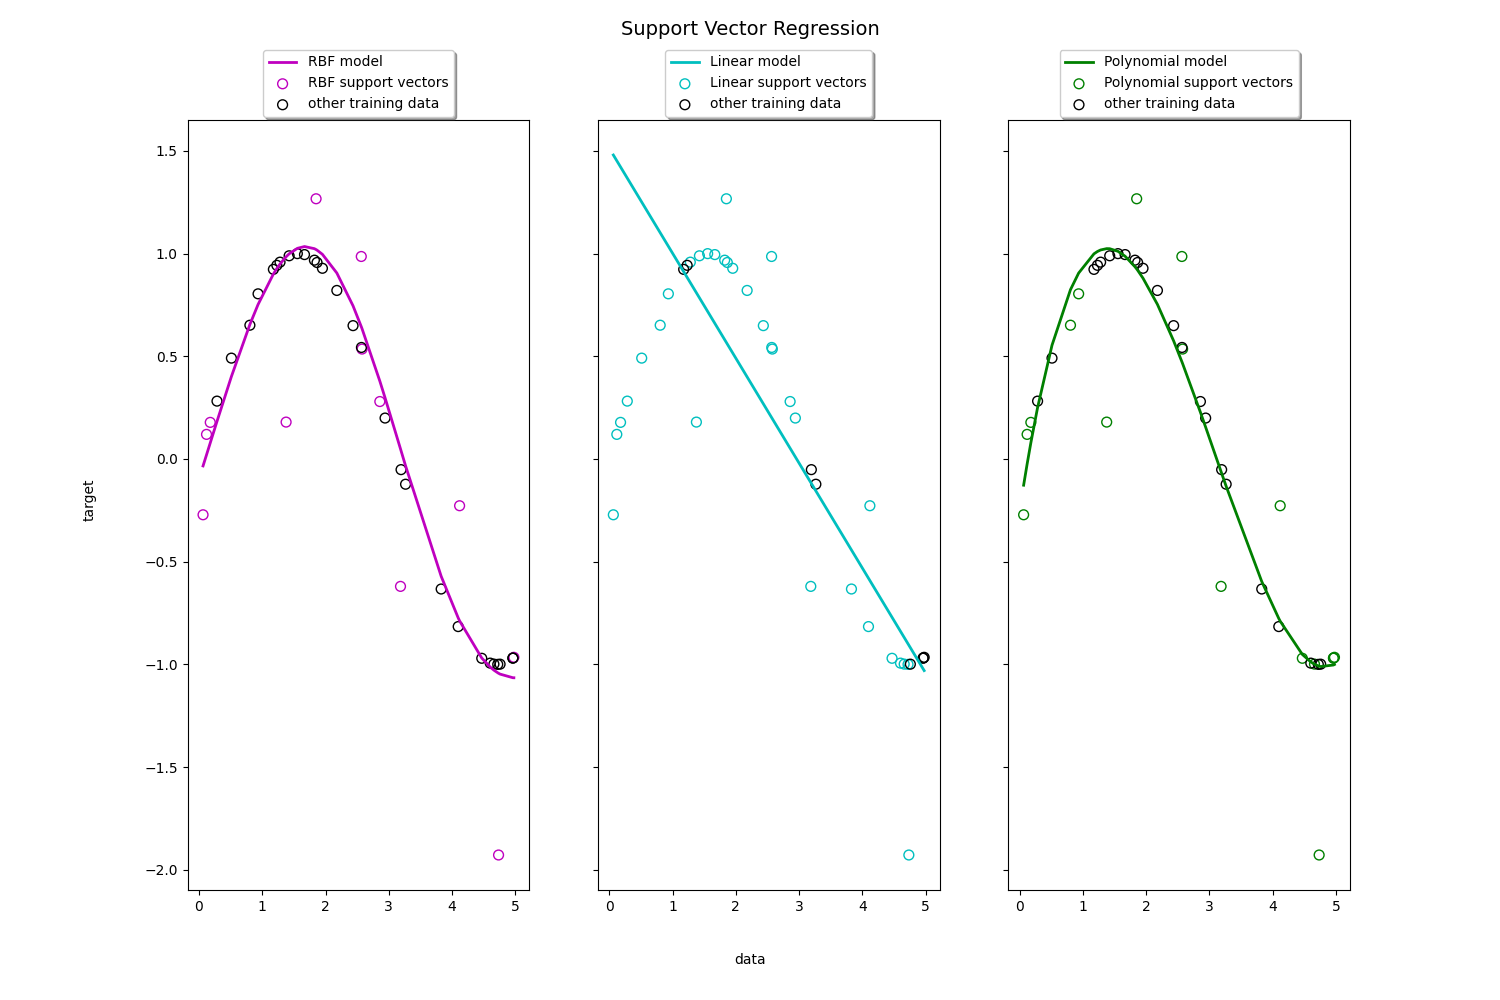 Support Vector Regression
RBF model
RBF support vectors
other training data
Linear model
Linear support vectors
other training data
Polynomial model
Polynomial support vectors
other training data
target
1.5
1.0
0.5
0.0
−0.5
−1.0
−1.5
−2.0
0 1 2 3 4 5
0 1 2 3 4 5
0 1 2 3 4 5
data